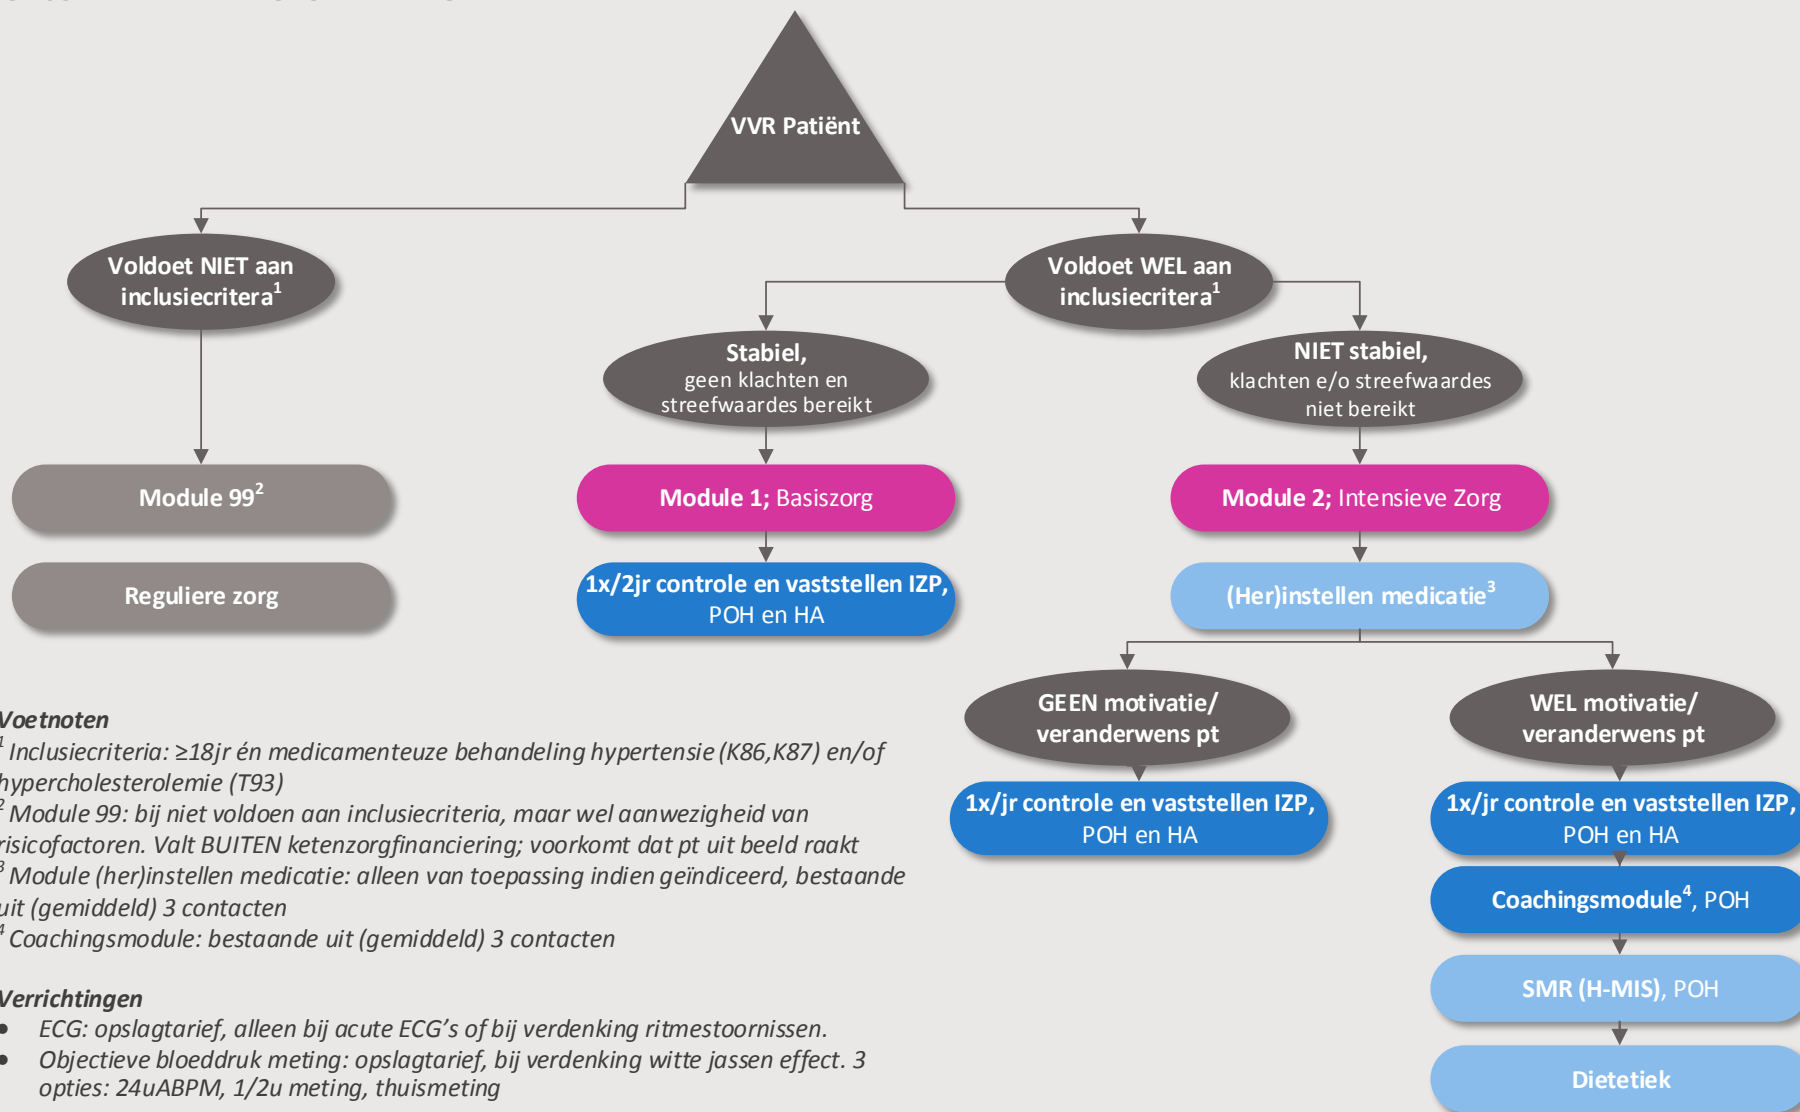 VVR Patiënt
Voldoet NIET aan
inclusiecritera¹
Voldoet WEL aan
inclusiecritera¹
Stabiel,
geen klachten en
streefwaardes bereikt
NIET stabiel,
klachten e/o streefwaardes
niet bereikt
Module 99²
Module 1; Basiszorg
Module 2; Intensieve Zorg
Reguliere zorg
1x/2jr controle en vaststellen IZP,
POH en HA
(Her)instellen medicatie³
GEEN motivatie/
veranderwens pt
WEL motivatie/
veranderwens pt
1x/jr controle en vaststellen IZP,
POH en HA
1x/jr controle en vaststellen IZP,
POH en HA
Coachingsmodule⁴, POH
SMR (H-MIS), POH
Dietetiek
Voetnoten
¹ Inclusiecriteria: ≥18jr én medicamenteuze behandeling hypertensie (K86,K87) en/of
hypercholesterolemie (T93)
² Module 99: bij niet voldoen aan inclusiecriteria, maar wel aanwezigheid van
risicofactoren. Valt BUITEN ketenzorgfinanciering; voorkomt dat pt uit beeld raakt
³ Module (her)instellen medicatie: alleen van toepassing indien geïndiceerd, bestaande
uit (gemiddeld) 3 contacten
⁴ Coachingsmodule: bestaande uit (gemiddeld) 3 contacten
Verrichtingen
• ECG: opslagtarief, alleen bij acute ECG's of bij verdenking ritmestoornissen.
• Objectieve bloeddruk meting: opslagtarief, bij verdenking witte jassen effect. 3
opties: 24uABPM, 1/2u meting, thuismeting